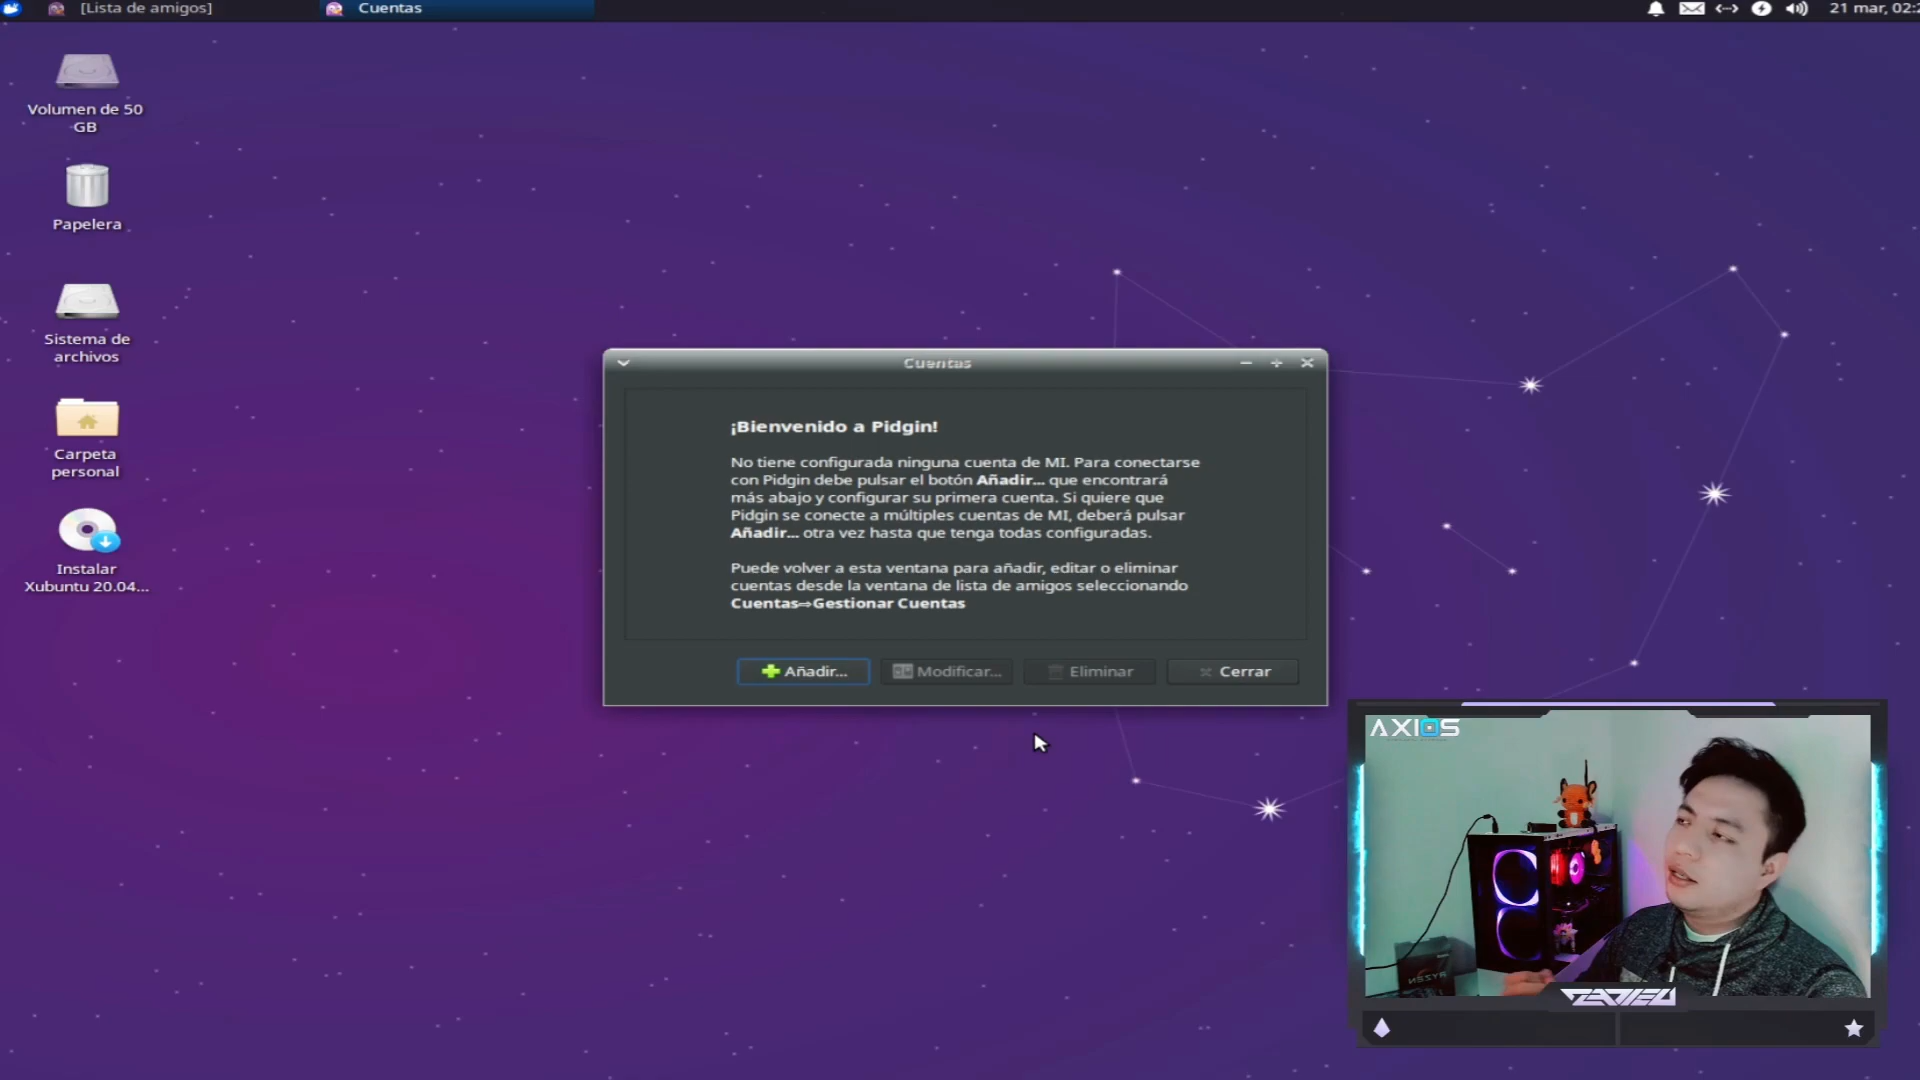 [Lista de amigos]
Cuentas
21 mar, 02:2
Volumen de 50
GB
Papelera
Sistema de
archivos
Carpeta
personal
Instalar
Xubuntu 20.04...
Cuentas
¡Bienvenido a Pidgin!
No tiene configurada ninguna cuenta de MI. Para conectarse
con Pidgin debe pulsar el botón Añadir... que encontrará
más abajo y configurar su primera cuenta. Si quiere que
Pidgin se conecte a múltiples cuentas de MI, deberá pulsar
Añadir... otra vez hasta que tenga todas configuradas.
Puede volver a esta ventana para añadir, editar o eliminar
cuentas desde la ventana de lista de amigos seleccionando
Cuentas⇒Gestionar Cuentas
Añadir...
Modificar...
Eliminar
Cerrar
AXIOS
RYZEN